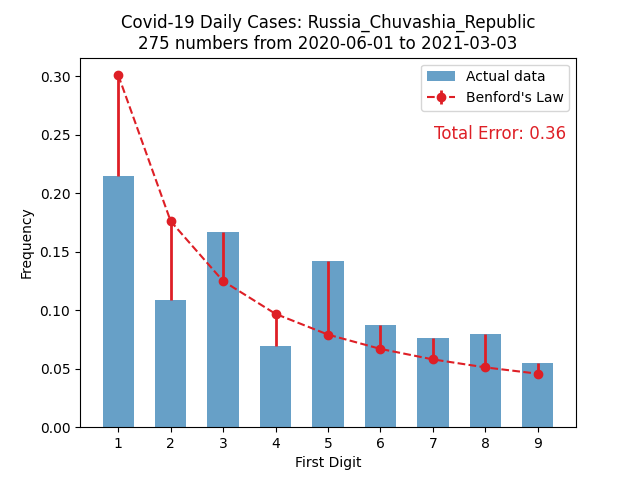 Covid-19 Daily Cases: Russia_Chuvashia_Republic
275 numbers from 2020-06-01 to 2021-03-03
Actual data
Benford's Law
Total Error: 0.36
Frequency
0.30
0.25
0.20
0.15
0.10
0.05
0.00
1 2 3 4 5 6 7 8 9
First Digit